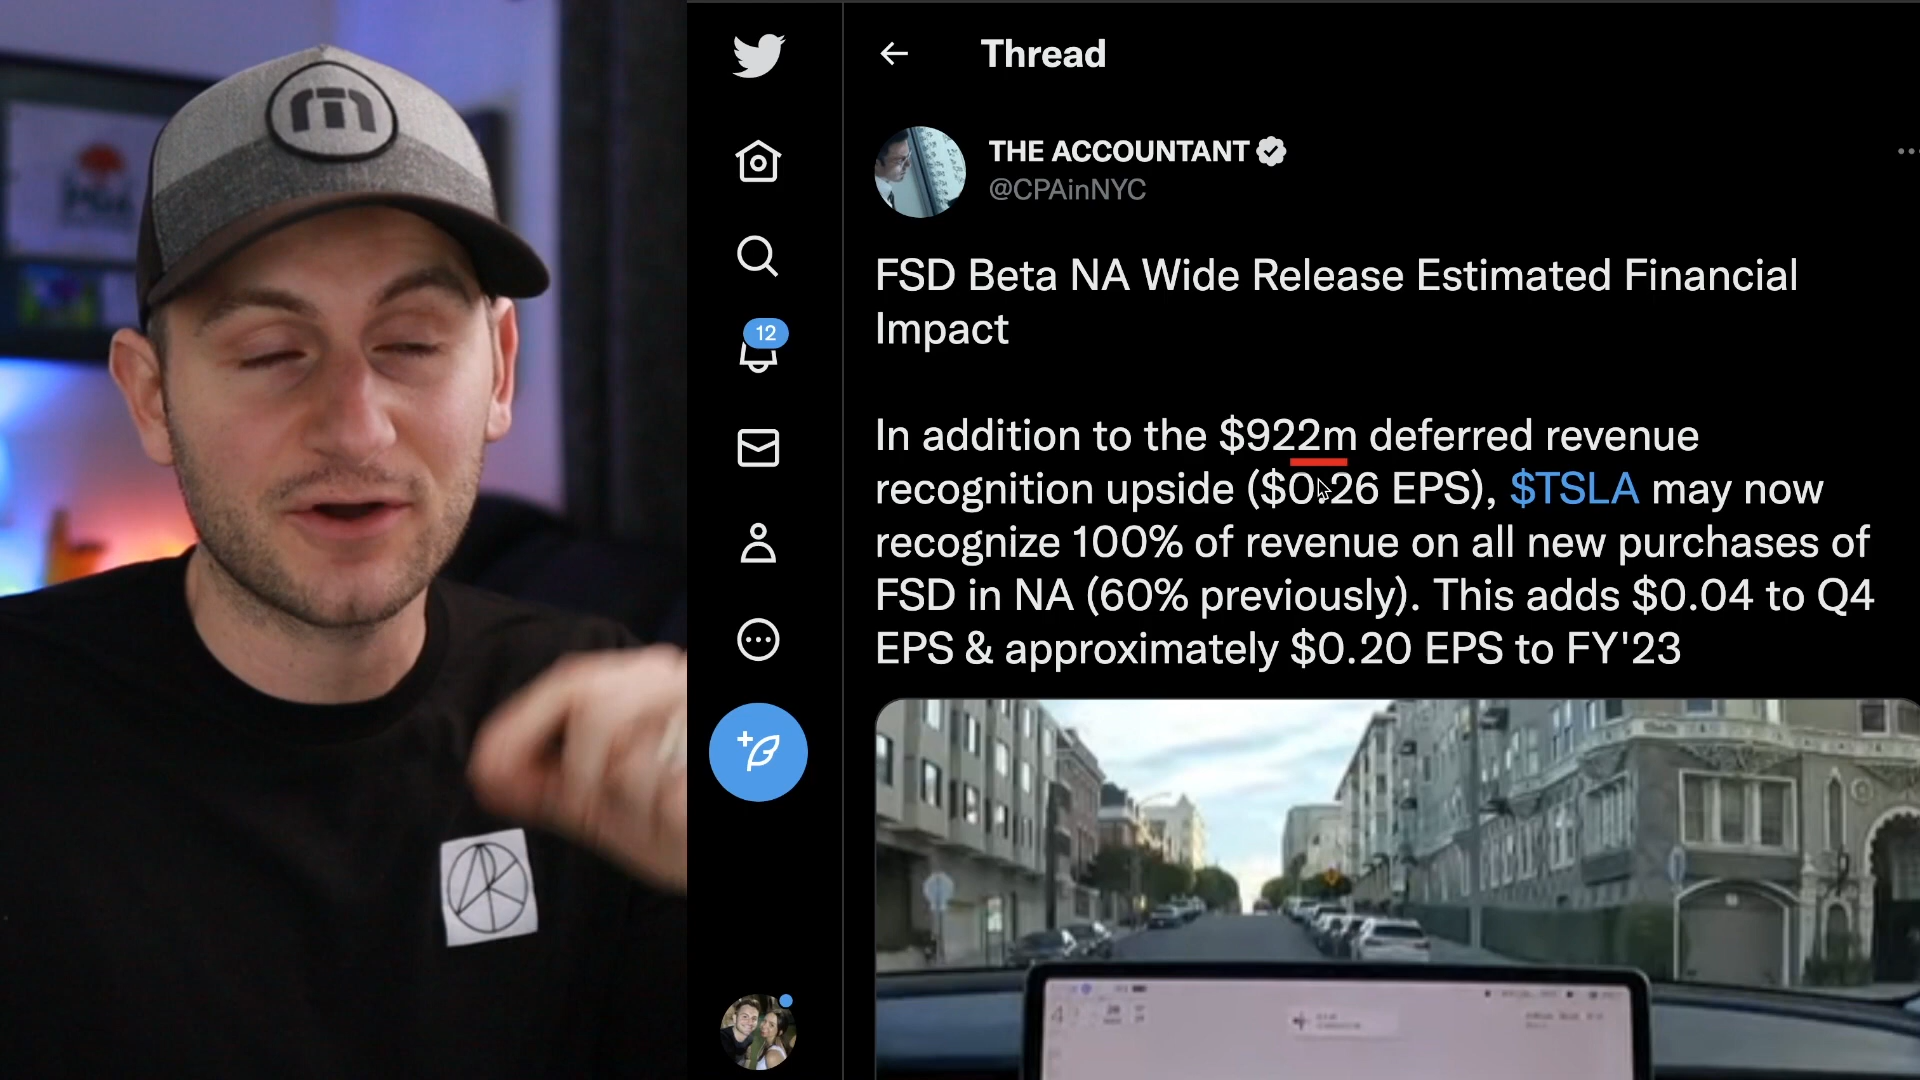 Thread
THE ACCOUNTANT
@CPAinNYC
12
FSD Beta NA Wide Release Estimated Financial
Impact
In addition to the $922m deferred revenue
recognition upside ($0.26 EPS), $TSLA may now
recognize 100% of revenue on all new purchases of
FSD in NA (60% previously). This adds $0.04 to Q4
EPS & approximately $0.20 EPS to FY'23